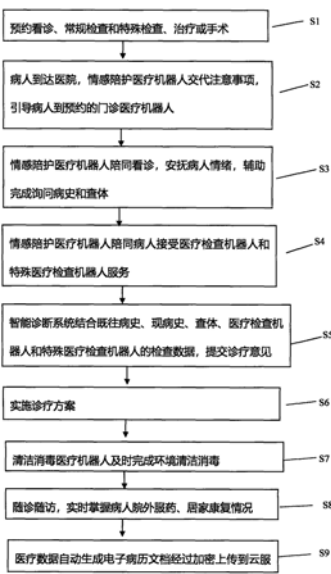 预约看诊、常规检查和特殊检查、治疗或手术
S1
病人到达医院，情感陪护医疗机器人交代注意事项，
引导病人到预约的门诊医疗机器人
S2
情感陪护医疗机器人陪同看诊，安抚病人情绪，辅助
完成询问病史和查体
S3
情感陪护医疗机器人陪同病人接受医疗检查机器人和
特殊医疗检查机器人服务
S4
智能诊断系统结合既往病史、现病史、查体、医疗检查机
器人和特殊医疗检查机器人的检查数据，提交诊疗意见
S5
实施诊疗方案
S6
清洁消毒医疗机器人及时完成环境清洁消毒
S7
随诊随访，实时掌握病人院外服药、居家康复情况
S8
医疗数据自动生成电子病历文档经过加密上传到云服
S9